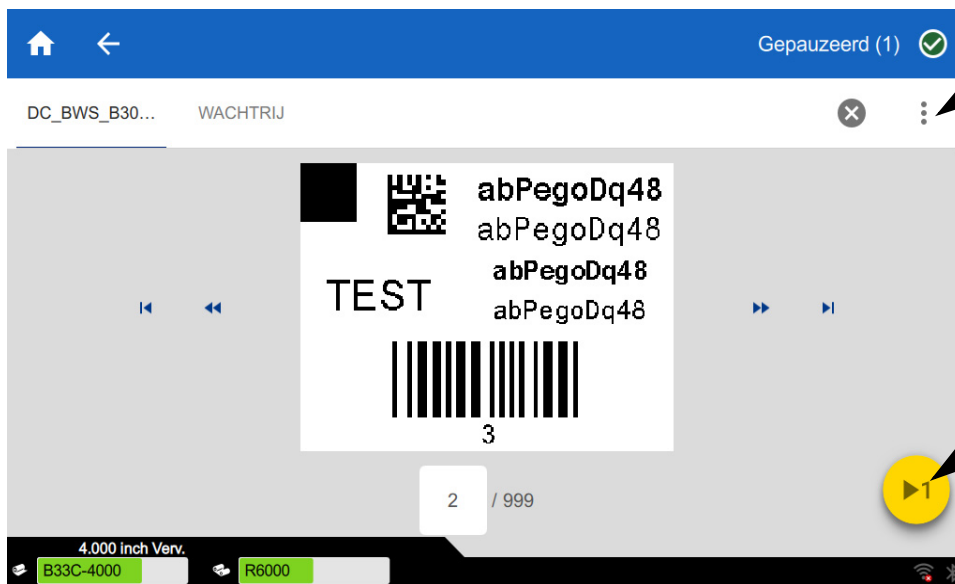 Gepauzeerd (1)
DC_BWS_B30... WACHTRIJ
abPegoDq48
abPegoDq48
abPegoDq48
TEST
abPegoDq48
3
2 / 999
1
4.000 inch Verv.
B33C-4000 R6000